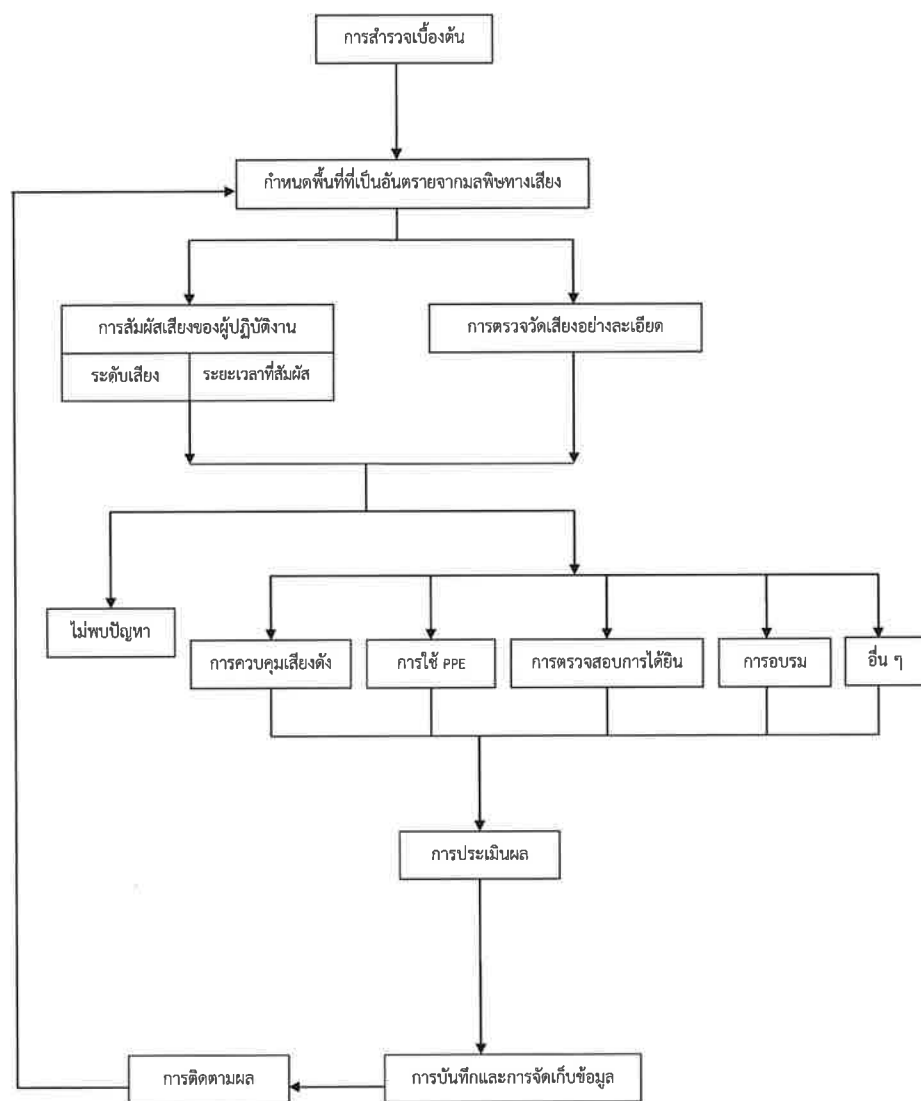 การสำรวจเบื้องต้น
กำหนดพื้นที่ที่เป็นอันตรายจากมลพิษทางเสียง
การสัมผัสเสียงของผู้ปฏิบัติงาน
ระดับเสียง
ระยะเวลาที่สัมผัส
การตรวจวัดเสียงอย่างละเอียด
ไม่พบปัญหา
การควบคุมเสียงดัง
การใช้ PPE
การตรวจสอบการได้ยิน
การอบรม
อื่น ๆ
การประเมินผล
การติดตามผล
การบันทึกและการจัดเก็บข้อมูล